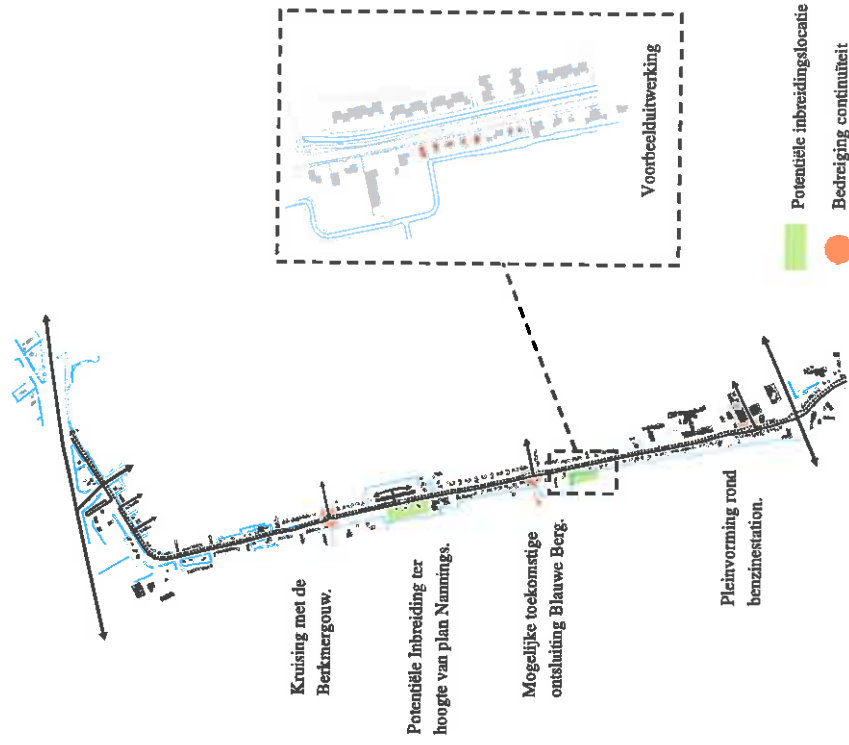 Voorbeelduitwerking
Potentiële inbreidingslocatie
Bedreiging continuïteit
Kruising met de
Berkmergouw.
Potentiële Inbreiding ter
hoogte van plan Nannings.
Mogelijke toekomstige
ontsluiting Blauwe Berg.
Pleinvorming rond
benzinestation.